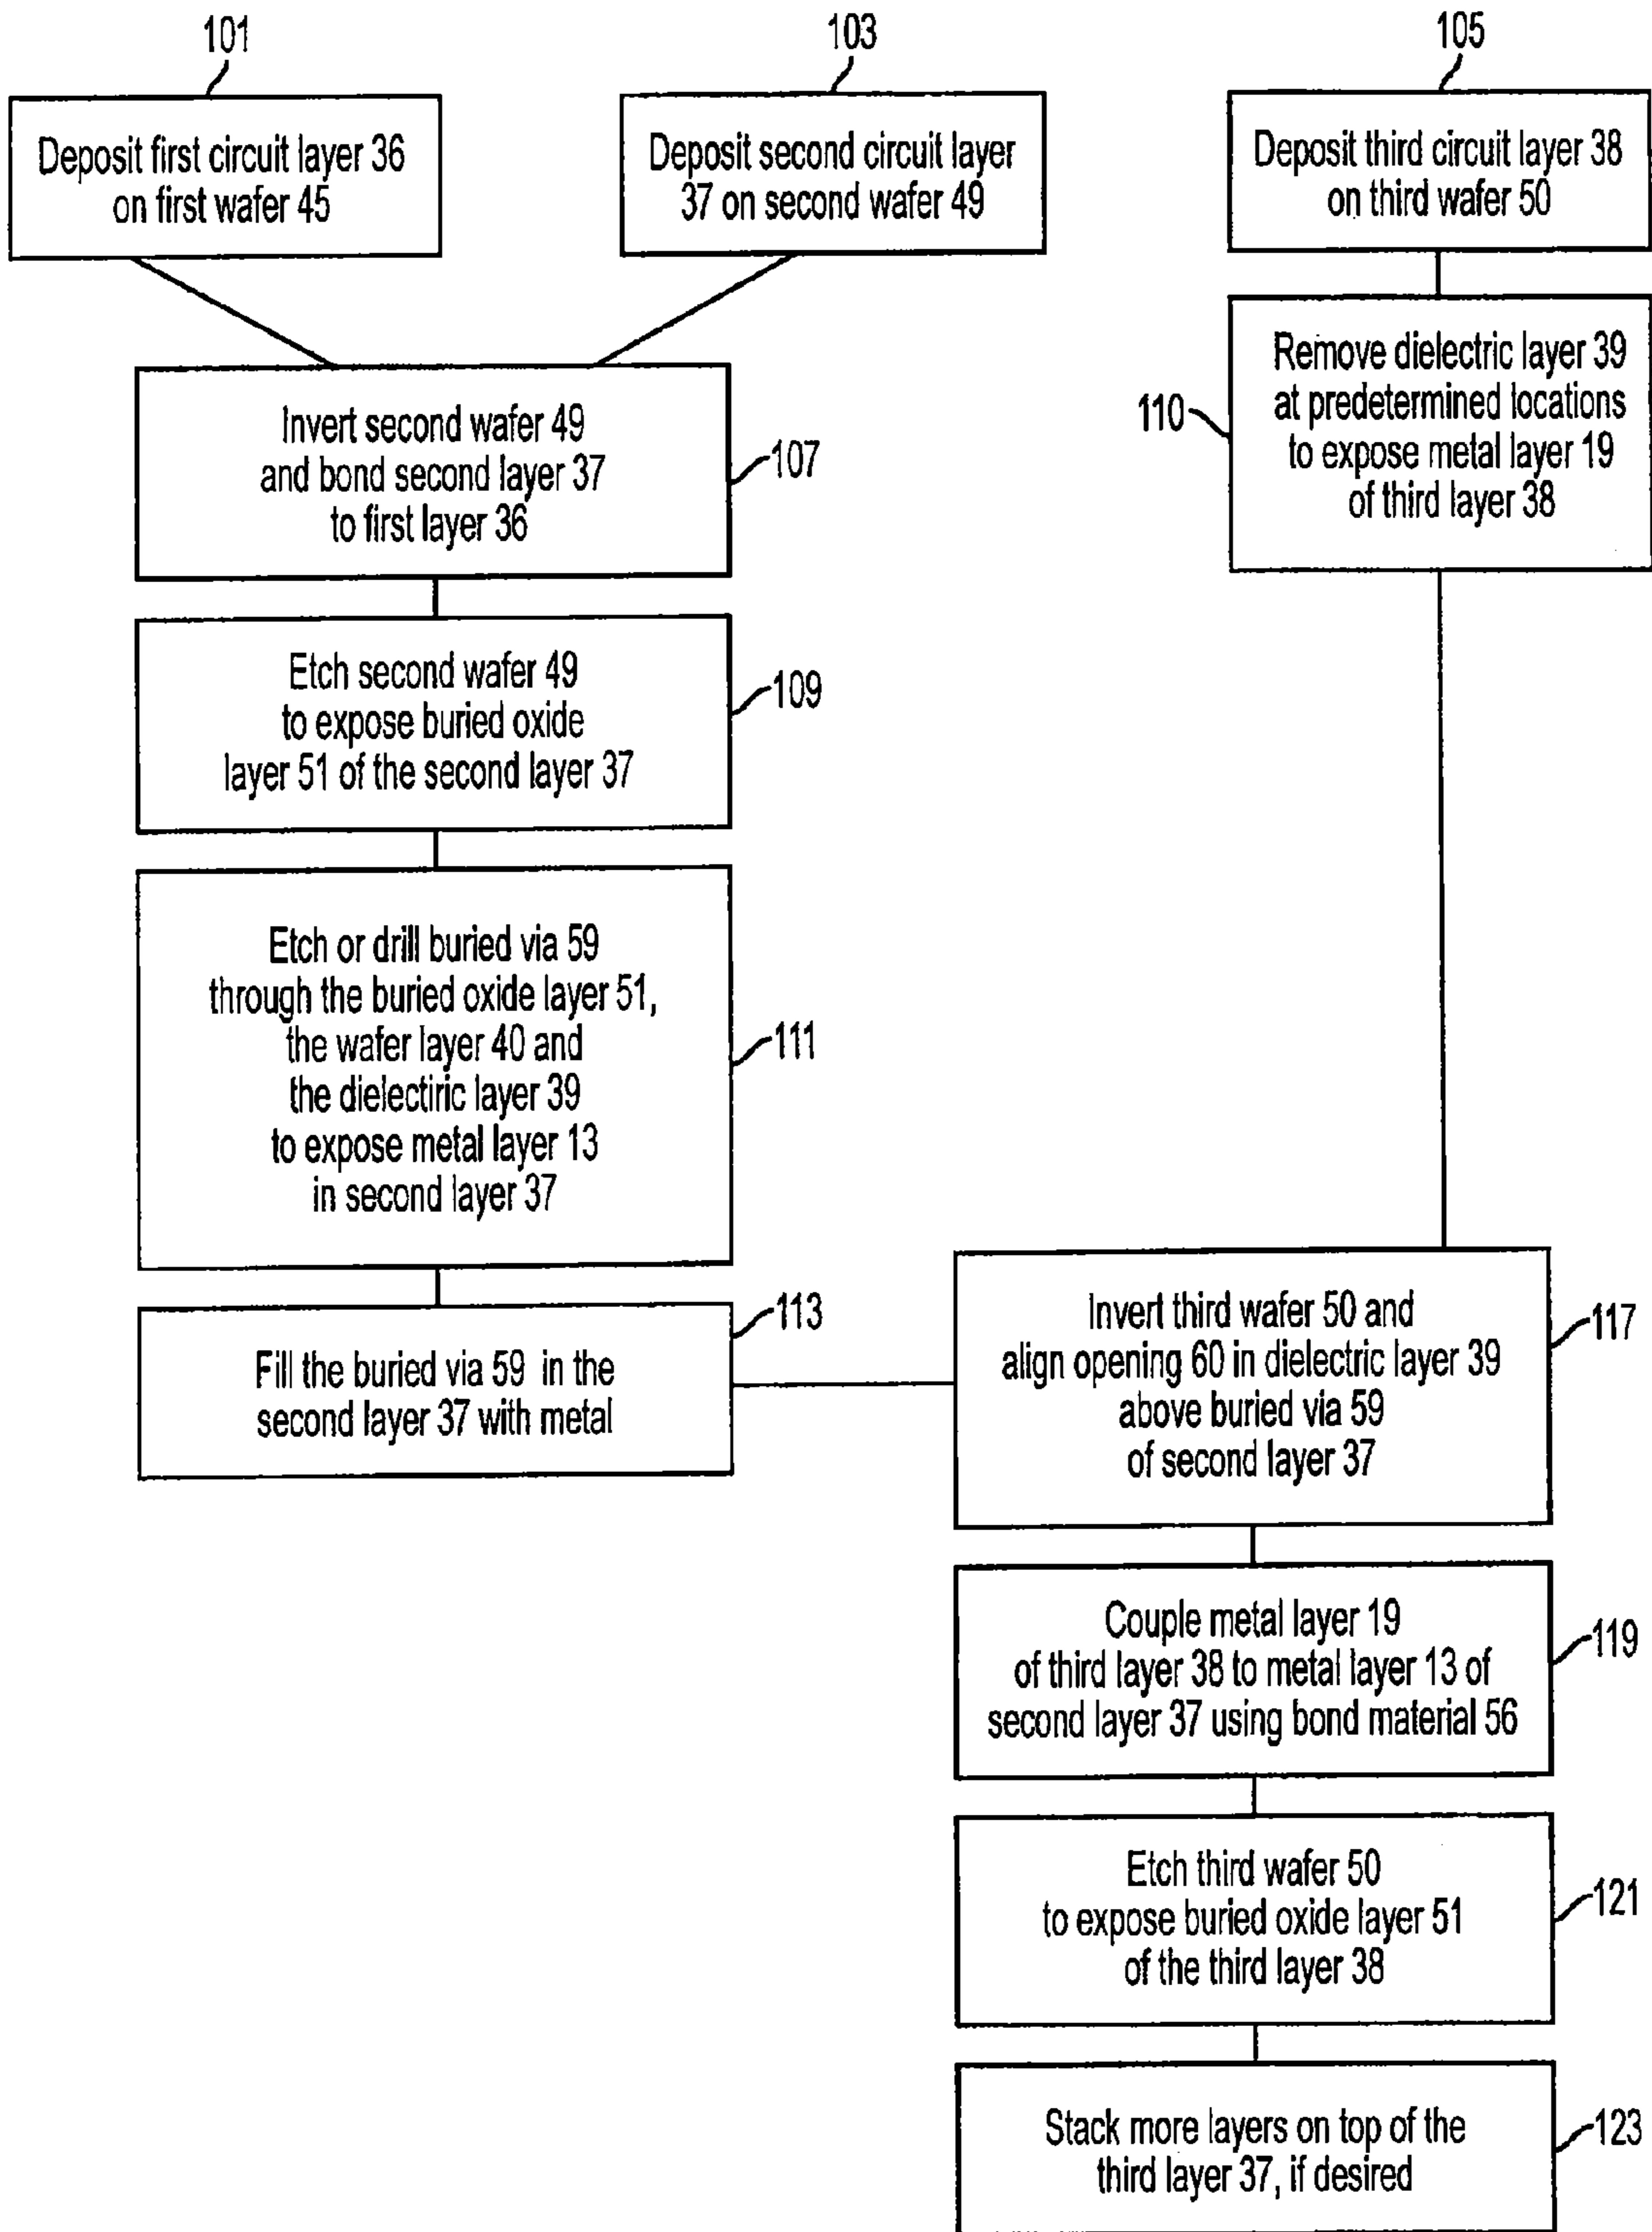 101
Deposit first circuit layer 36
on first wafer 45
103
Deposit second circuit layer
37 on second wafer 49
105
Deposit third circuit layer 38
on third wafer 50
Invert second wafer 49
and bond second layer 37
to first layer 36
107
110
Remove dielectric layer 39
at predetermined locations
to expose metal layer 19
of third layer 38
Etch second wafer 49
to expose buried oxide
layer 51 of the second layer 37
109
Etch or drill buried via 59
through the buried oxide layer 51,
the wafer layer 40 and
the dielectiric layer 39
to expose metal layer 13
in second layer 37
111
Fill the buried via 59 in the
second layer 37 with metal
113
Invert third wafer 50 and
align opening 60 in dielectric layer 39
above buried via 59
of second layer 37
117
Couple metal layer 19
of third layer 38 to metal layer 13 of
second layer 37 using bond material 56
119
Etch third wafer 50
to expose buried oxide layer 51
of the third layer 38
121
Stack more layers on top of the
third layer 37, if desired
123